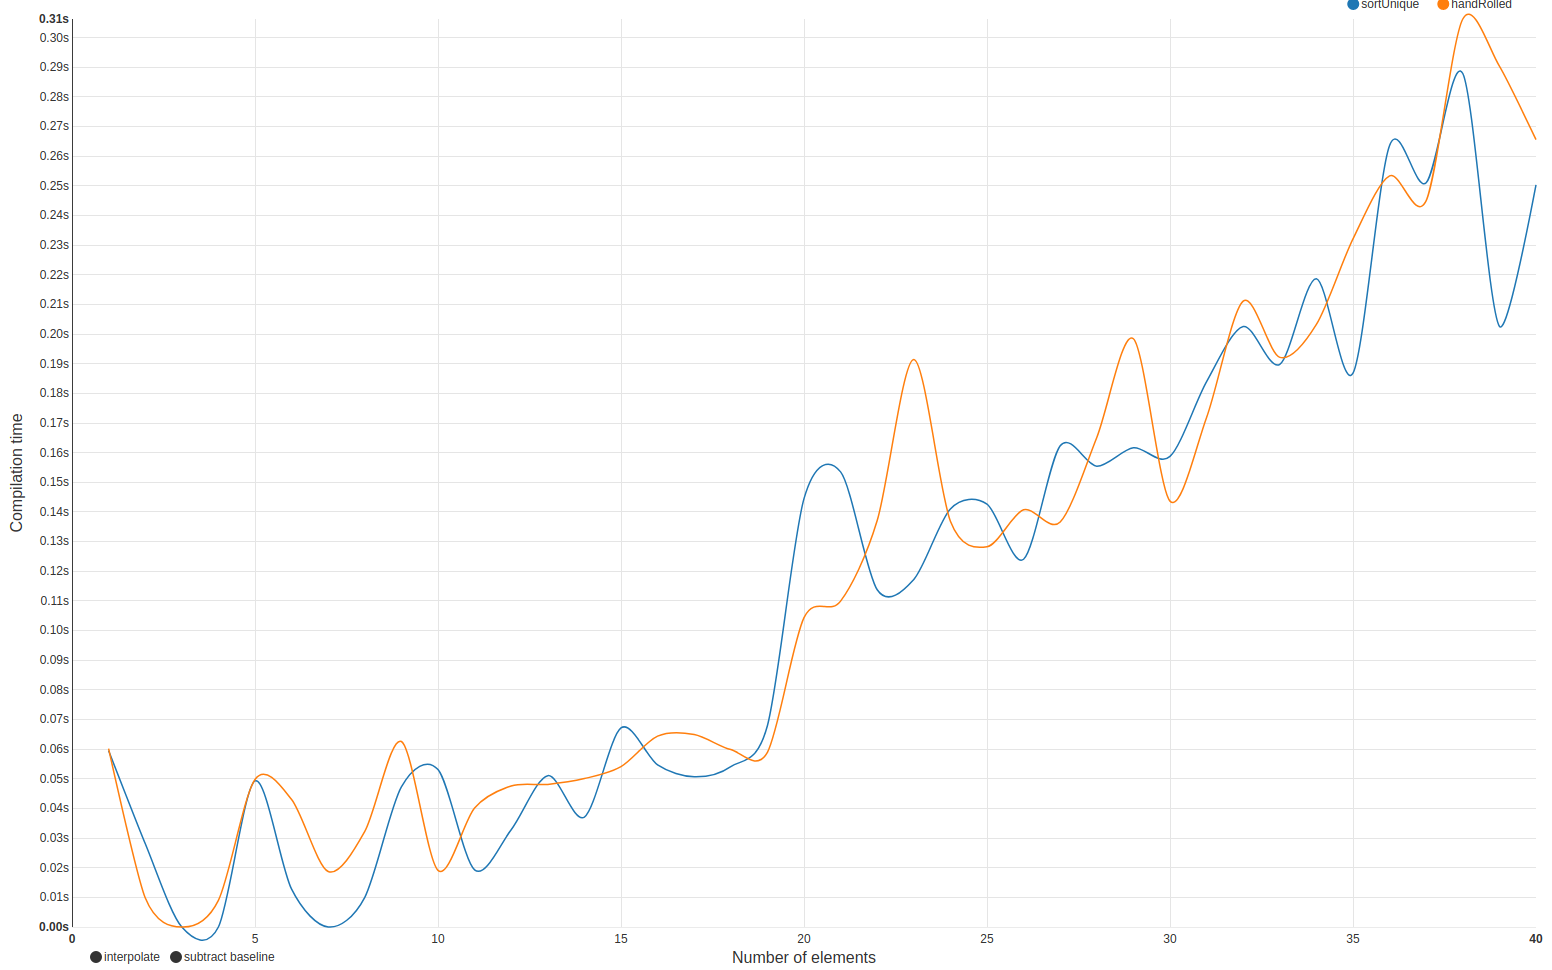 sortUnique handRolled
0.31s
0.30s
0.29s
0.28s
0.27s
0.26s
0.25s
0.24s
0.23s
0.22s
0.21s
0.20s
0.19s
0.18s
0.17s
0.16s
0.15s
0.14s
0.13s
0.12s
0.11s
0.10s
0.09s
0.08s
0.07s
0.06s
0.05s
0.04s
0.03s
0.02s
0.01s
0.00s
Compilation time
0 5 10 15 20 25 30 35 40
Number of elements
interpolate subtract baseline